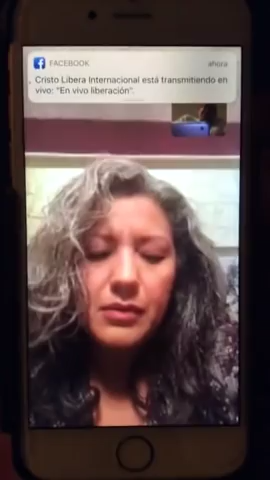 FACEBOOK
ahora
Cristo Libera Internacional está transmitiendo en
vivo: "En vivo liberación".